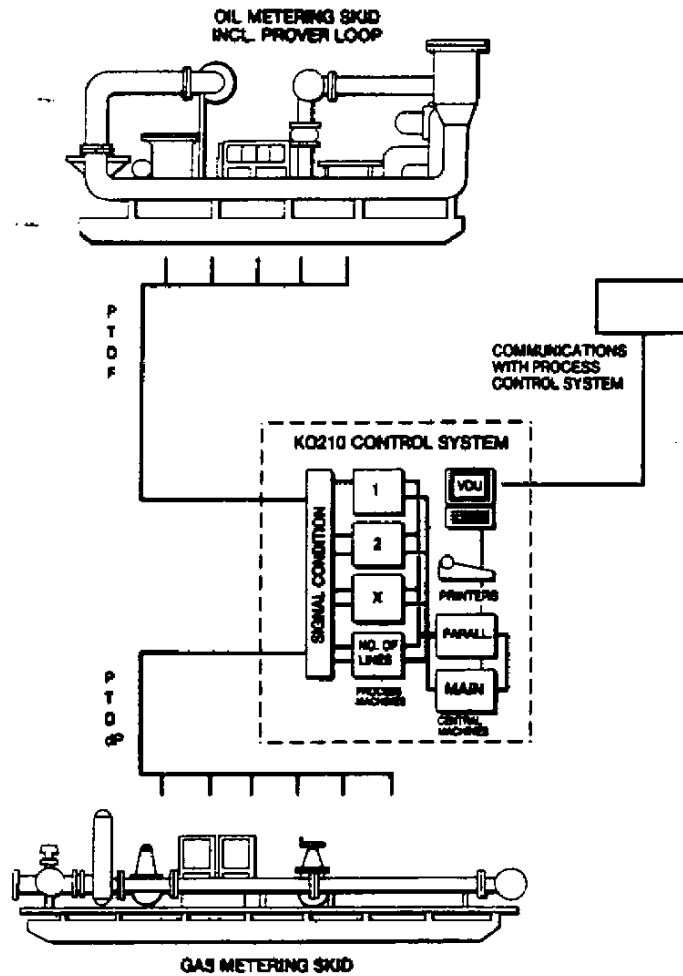 OIL METERING SKID
INCL. PROVER LOOP
P
T
D
F
COMMUNICATIONS
WITH PROCESS
CONTROL SYSTEM
KO210 CONTROL SYSTEM
SIGNAL CONDITION
1
2
X
NO. OF
LINES
PROCESS
MACHINES
VDU
PRINTERS
PARALL.
MAIN
CENTRAL
MACHINES
P
T
D
GAS METERING SKID